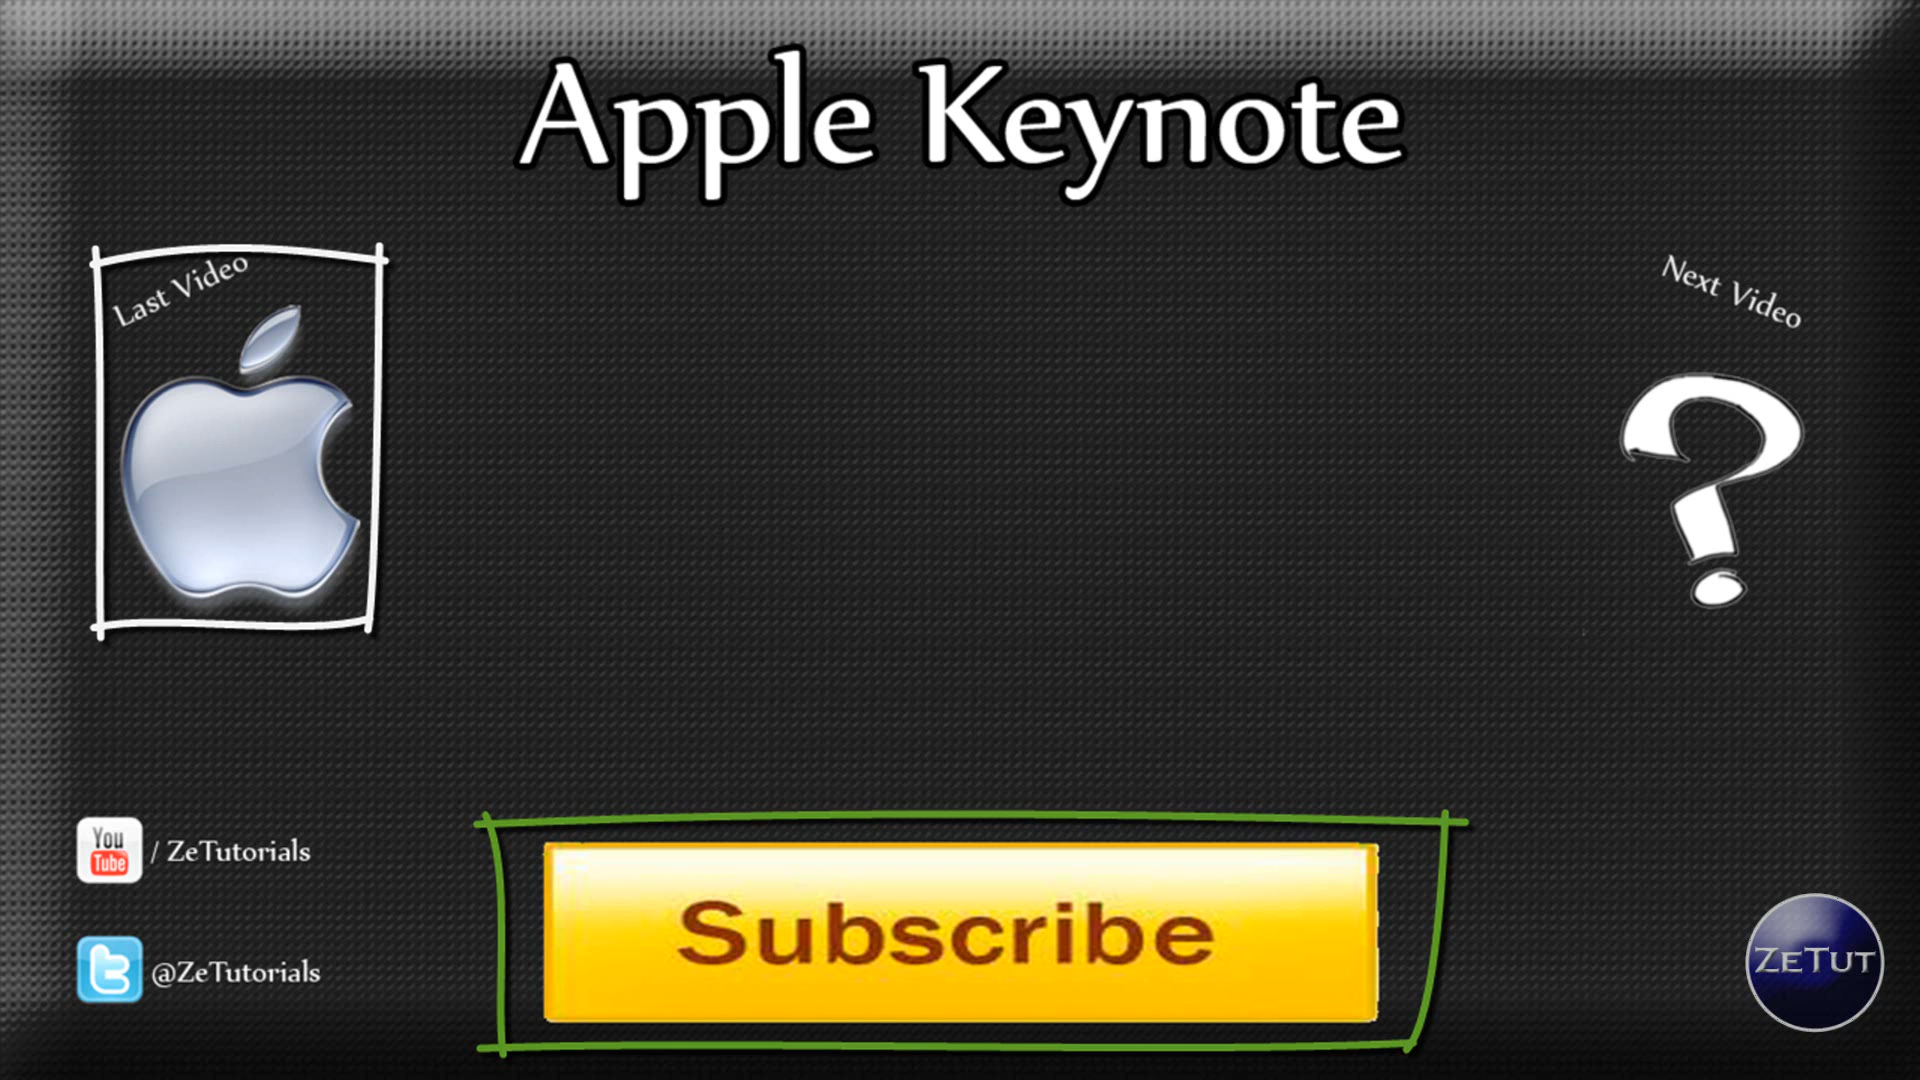 Apple Keynote
Last Video
Next Video
You
Tube
/ ZeTutorials
@ZeTutorials
Subscribe
ZETUT